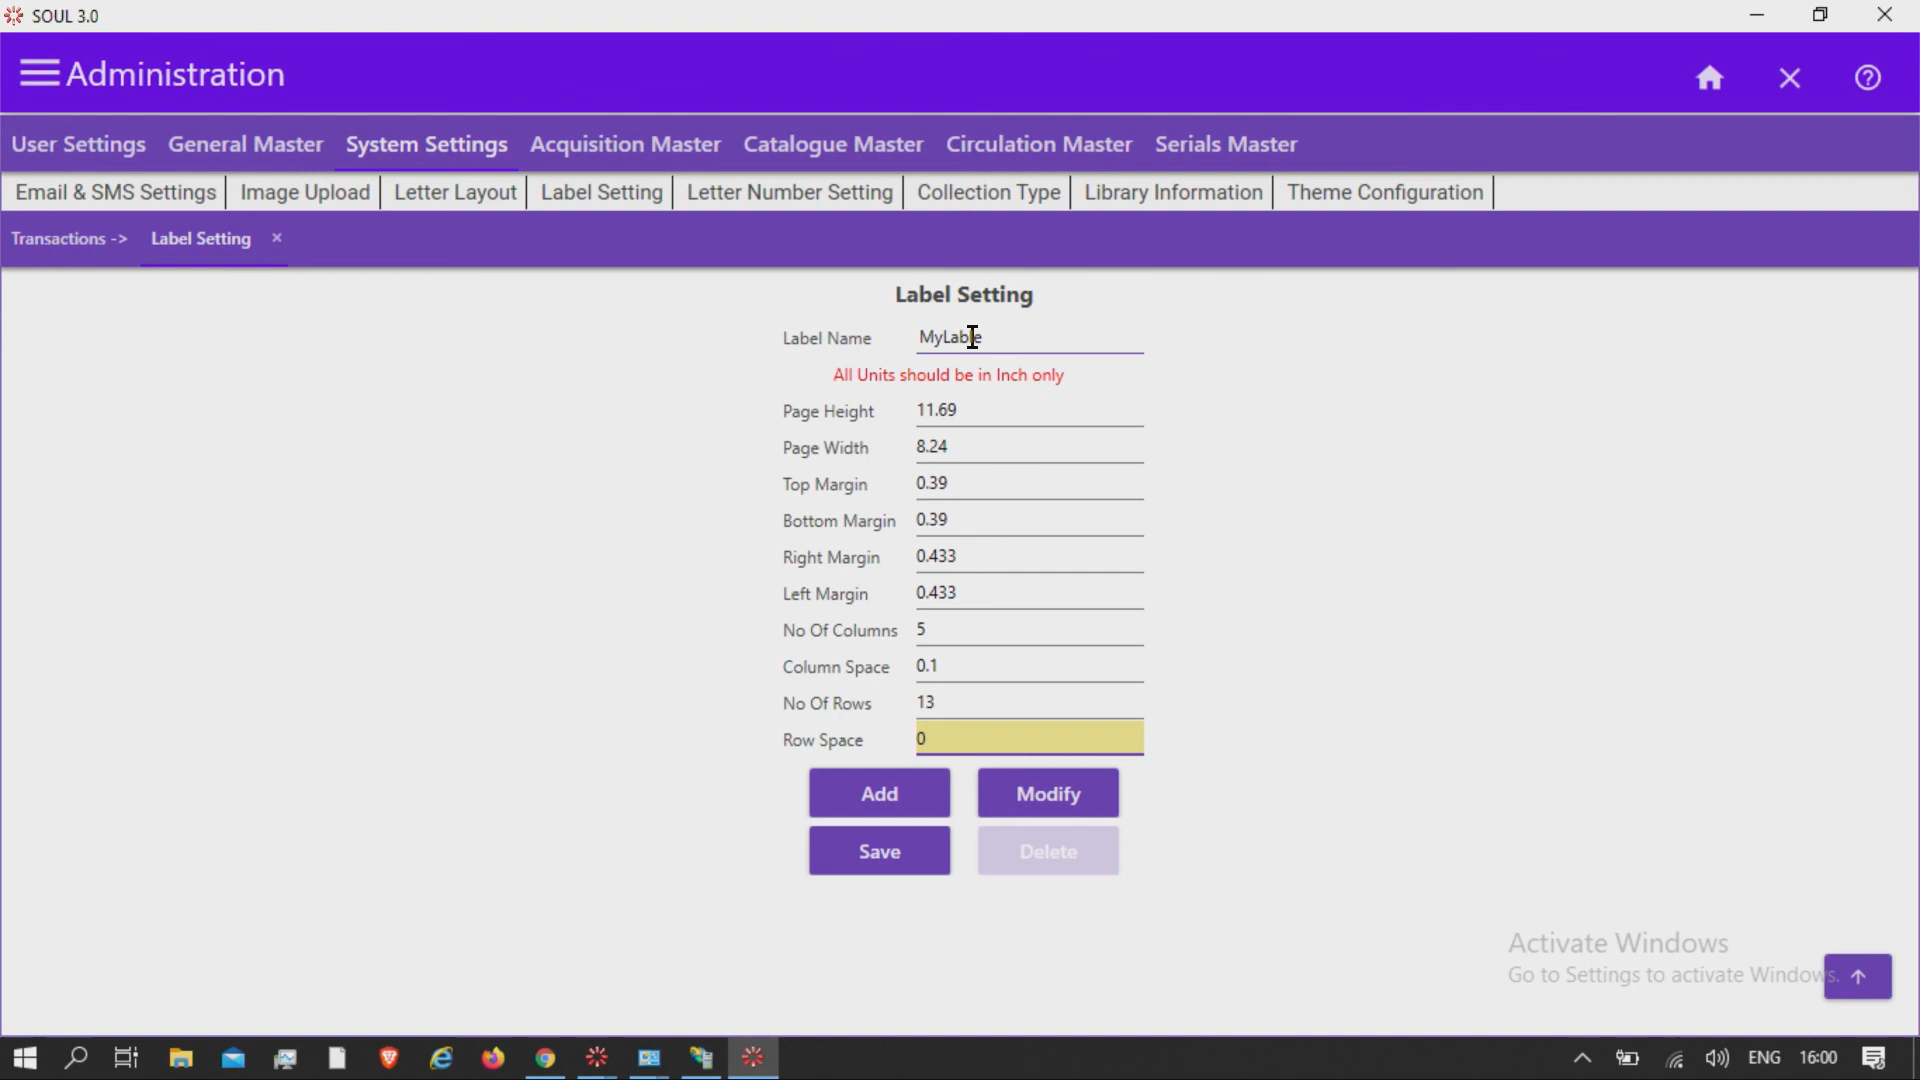 SOUL 3.0
Administration
User Settings General Master System Settings Acquisition Master Catalogue Master Circulation Master Serials Master
Email & SMS Settings Image Upload Letter Layout Label Setting Letter Number Setting Collection Type Library Information Theme Configuration
Transactions -> Label Setting ×
Label Setting
Label Name MyLable
All Units should be in Inch only
Page Height 11.69
Page Width 8.24
Top Margin 0.39
Bottom Margin 0.39
Right Margin 0.433
Left Margin 0.433
No Of Columns 5
Column Space 0.1
No Of Rows 13
Row Space 0
Add Modify
Save Delete
Activate Windows
Go to Settings to activate Windows.
ENG 16:00